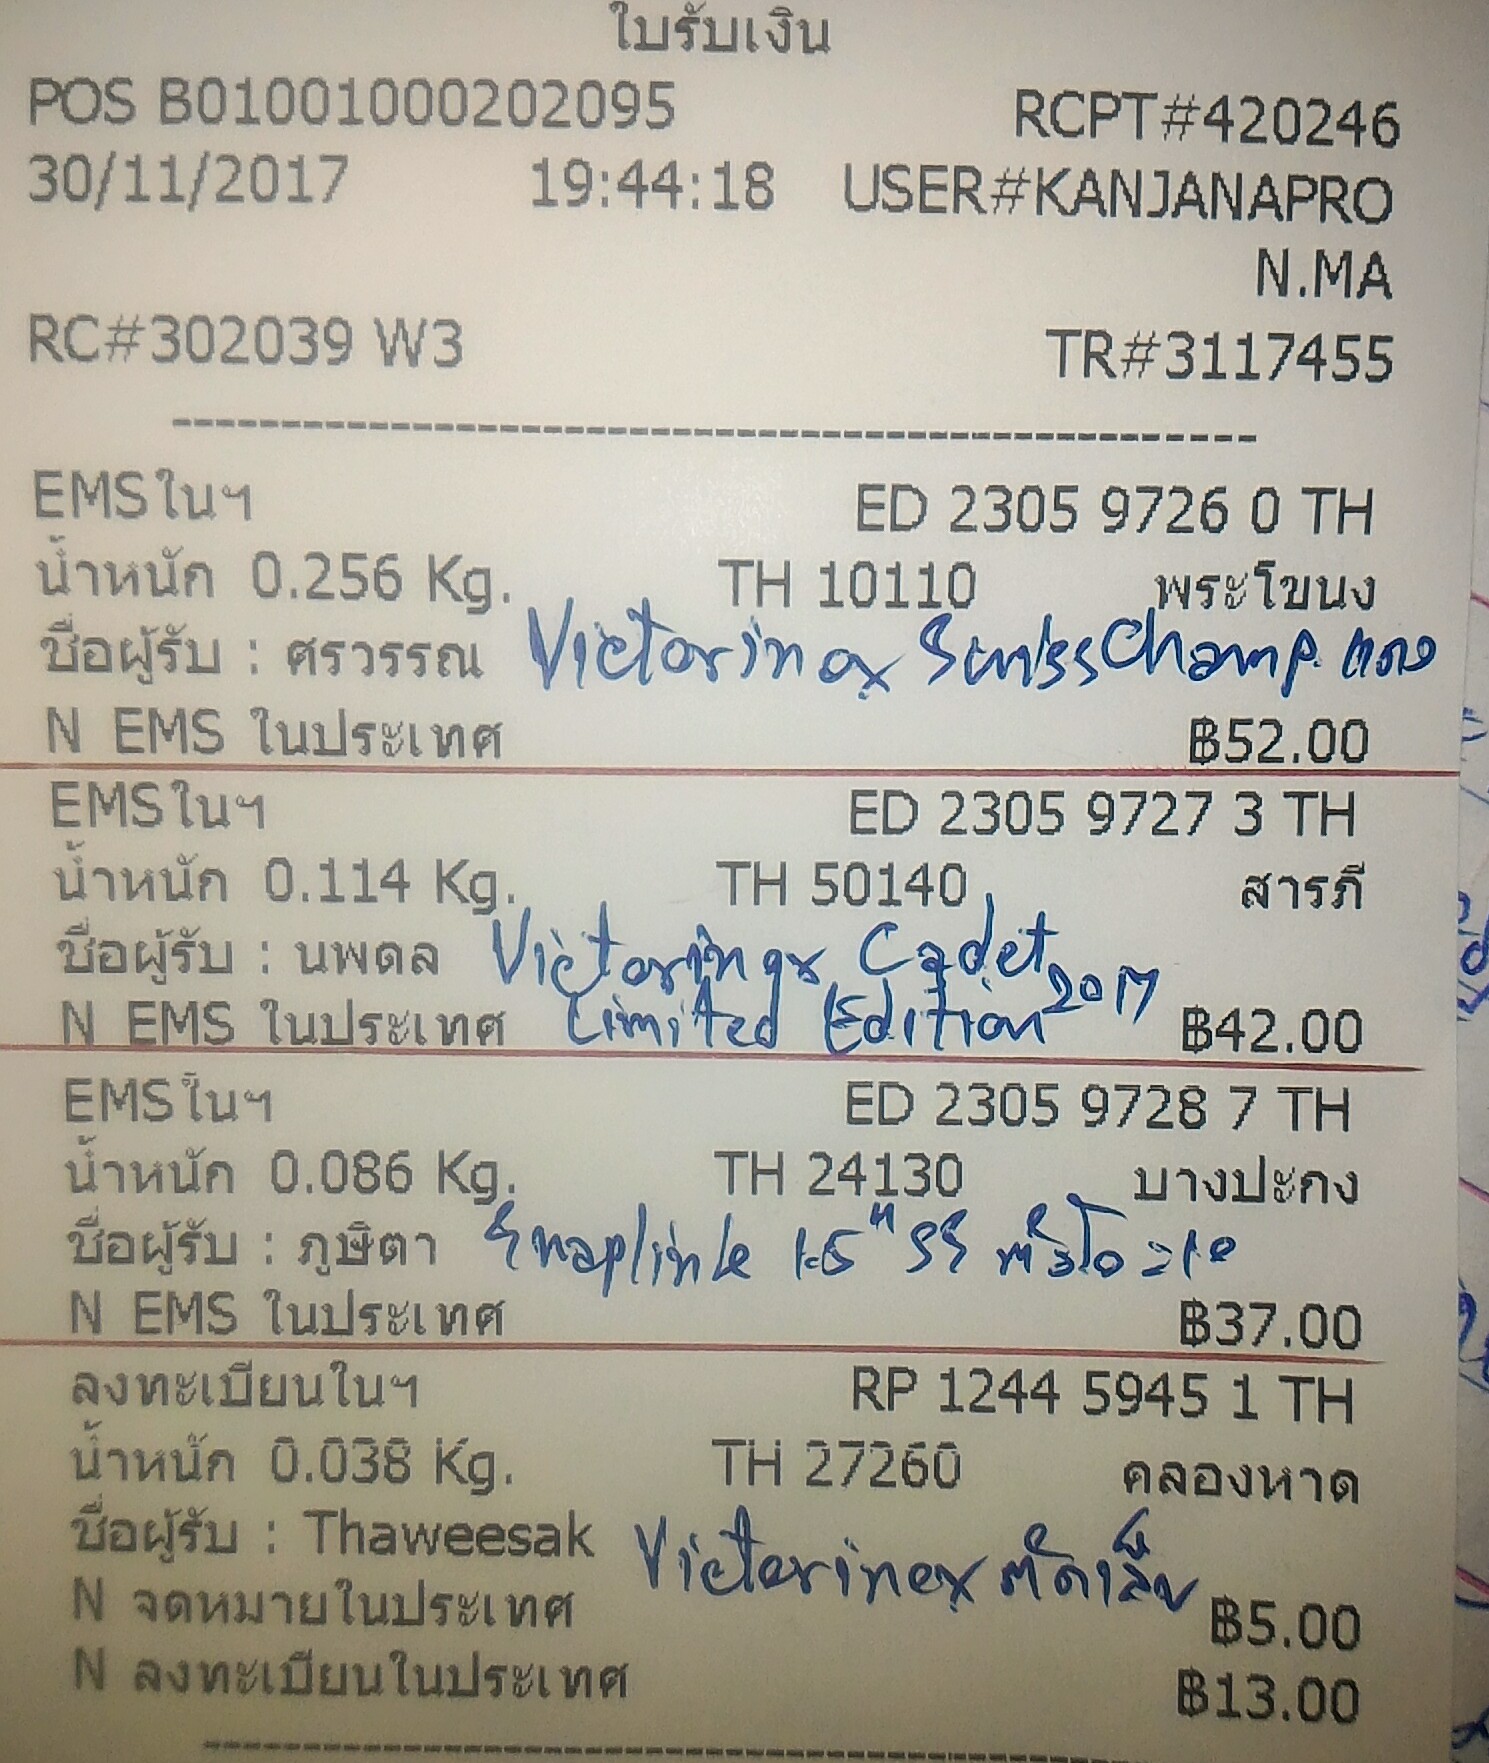 ใบรับเงิน
POS B01001000202095 RCPT#420246
30/11/2017 19:44:18 USER#KANJANAPRO
N.MA
RC#302039 W3 TR#3117455
--------------------------------------------------
EMSในฯ ED 2305 9726 0 TH
น้ำหนัก 0.256 Kg. TH 10110 พระโขนง
ชื่อผู้รับ : ศรวรรณ Victorinox SwissChamp แดง
N EMS ในประเทศ ฿52.00
EMSในฯ ED 2305 9727 3 TH
น้ำหนัก 0.114 Kg. TH 50140 สารภี
ชื่อผู้รับ : นพดล Victorinox Cadet
N EMS ในประเทศ Limited Edition 2017 ฿42.00
EMSในฯ ED 2305 9728 7 TH
น้ำหนัก 0.086 Kg. TH 24130 บางปะกง
ชื่อผู้รับ : ภูษิตา Snaplink 1.5" SS
N EMS ในประเทศ ฿37.00
ลงทะเบียนในฯ RP 1244 5945 1 TH
น้ำหนัก 0.038 Kg. TH 27260 คลองหาด
ชื่อผู้รับ : Thaweesak Victorinox ตัดเล็บ
N จดหมายในประเทศ ฿5.00
N ลงทะเบียนในประเทศ ฿13.00
--------------------------------------------------